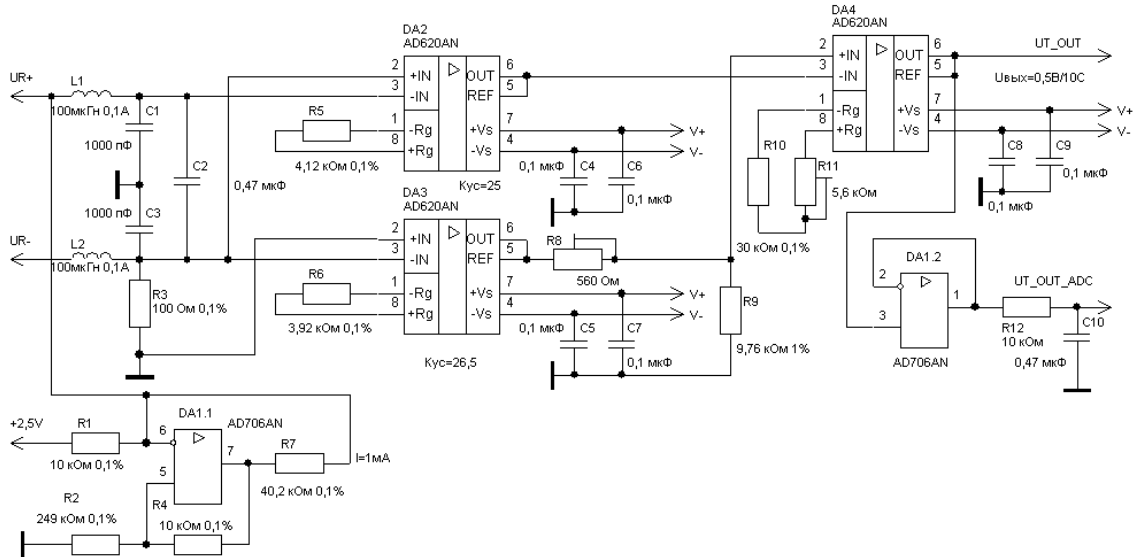 DA2
AD620AN
2
3
1
8
+IN
-IN
-Rg
+Rg
OUT
REF
+Vs
-Vs
6
5
7
4
Kус=25
DA4
AD620AN
2
3
1
8
+IN
-IN
-Rg
+Rg
OUT
REF
+Vs
-Vs
6
5
7
4
UT_OUT
Uвых=0,5В/10С
V+
V-
UR+
L1
100мкГн 0,1А
C1
1000 пФ
C2
0,47 мкФ
1000 пФ
C3
UR-
L2
100мкГн 0,1А
R3
100 Ом 0,1%
R5
4,12 кОм 0,1%
V+
V-
0,1 мкФ
C4
C6
0,1 мкФ
DA3
AD620AN
2
3
1
8
+IN
-IN
-Rg
+Rg
OUT
REF
+Vs
-Vs
6
5
7
4
Kус=26,5
R6
3,92 кОм 0,1%
R8
560 Ом
V+
V-
0,1 мкФ
C5
C7
0,1 мкФ
R9
9,76 кОм 1%
R10
30 кОм 0,1%
R11
5,6 кОм
C8
C9
0,1 мкФ
0,1 мкФ
DA1.2
2
3
1
AD706AN
UT_OUT_ADC
R12
10 кОм
C10
0,47 мкФ
+2,5V
R1
10 кОм 0,1%
DA1.1
AD706AN
6
5
7
R7
40,2 кОм 0,1%
I=1мА
R2
249 кОм 0,1%
R4
10 кОм 0,1%